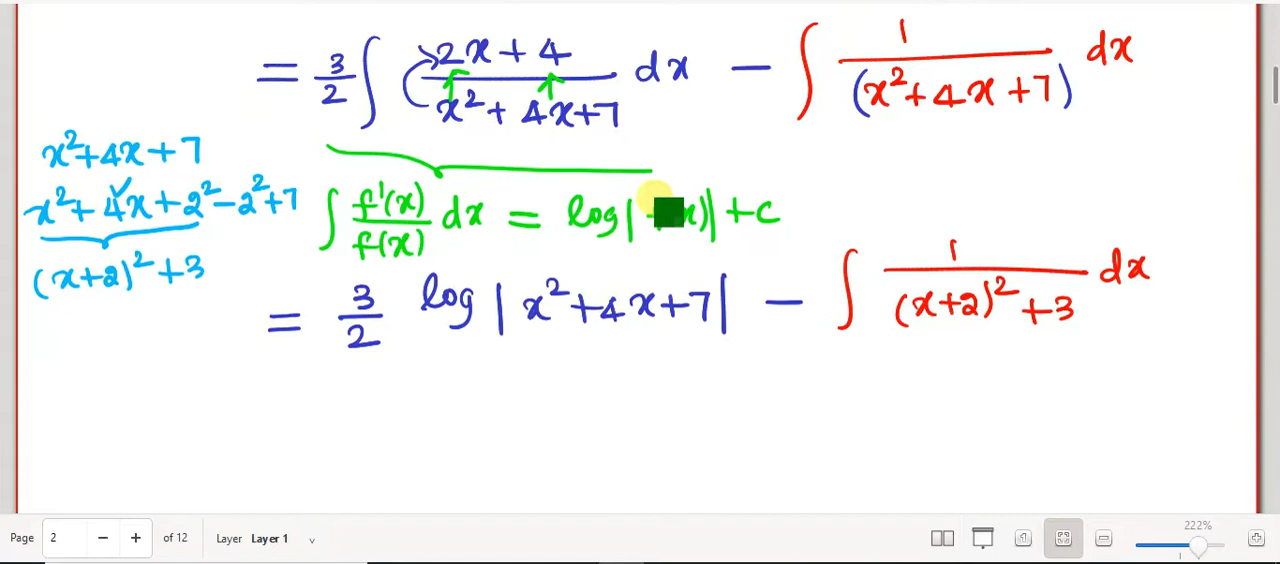 = 3/2 ∫ 2x + 4 / x² + 4x + 7 dx − ∫ 1 / (x² + 4x + 7) dx
x² + 4x + 7
x² + 4x + 2² − 2² + 7
(x+2)² + 3
∫ f'(x) / f(x) dx = log | x)| + c
= 3/2 log | x² + 4x + 7 | − ∫ 1 / (x+2)² + 3 dx
Page 2 of 12 Layer Layer 1 222%